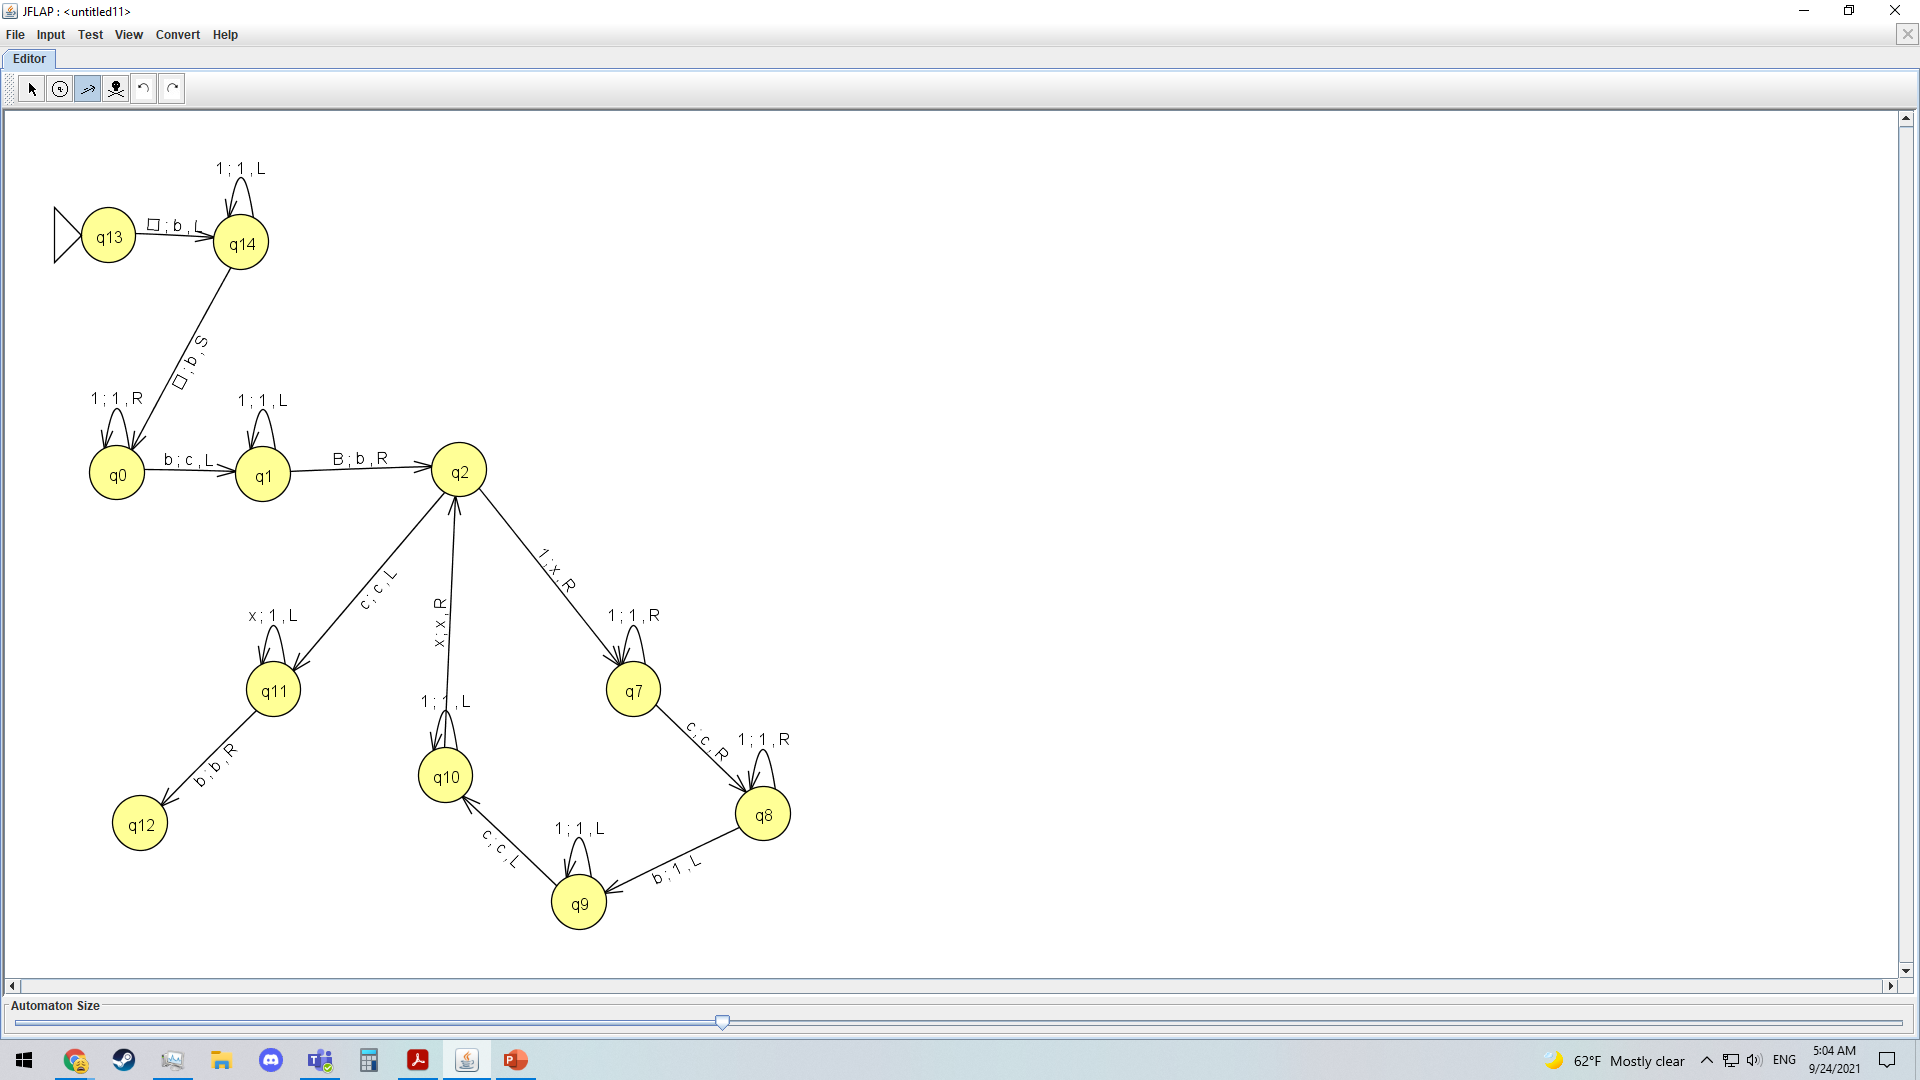 JFLAP : <untitled11>
File Input Test View Convert Help
Editor
1 ; 1 , L
q13
□ ; b , L
q14
□ ; b , S
1 ; 1 , R
1 ; 1 , L
q0
b ; c , L
q1
B ; b , R
q2
c ; c , L
x ; x , R
1 ; x , R
x ; 1 , L
1 ; 1 , R
q11
q7
1 ; 1 , L
c ; c , R
1 ; 1 , R
b ; b , R
q10
q12
q8
c ; c , L
1 ; 1 , L
b ; 1 , L
q9
Automaton Size
62°F Mostly clear
ENG
5:04 AM
9/24/2021